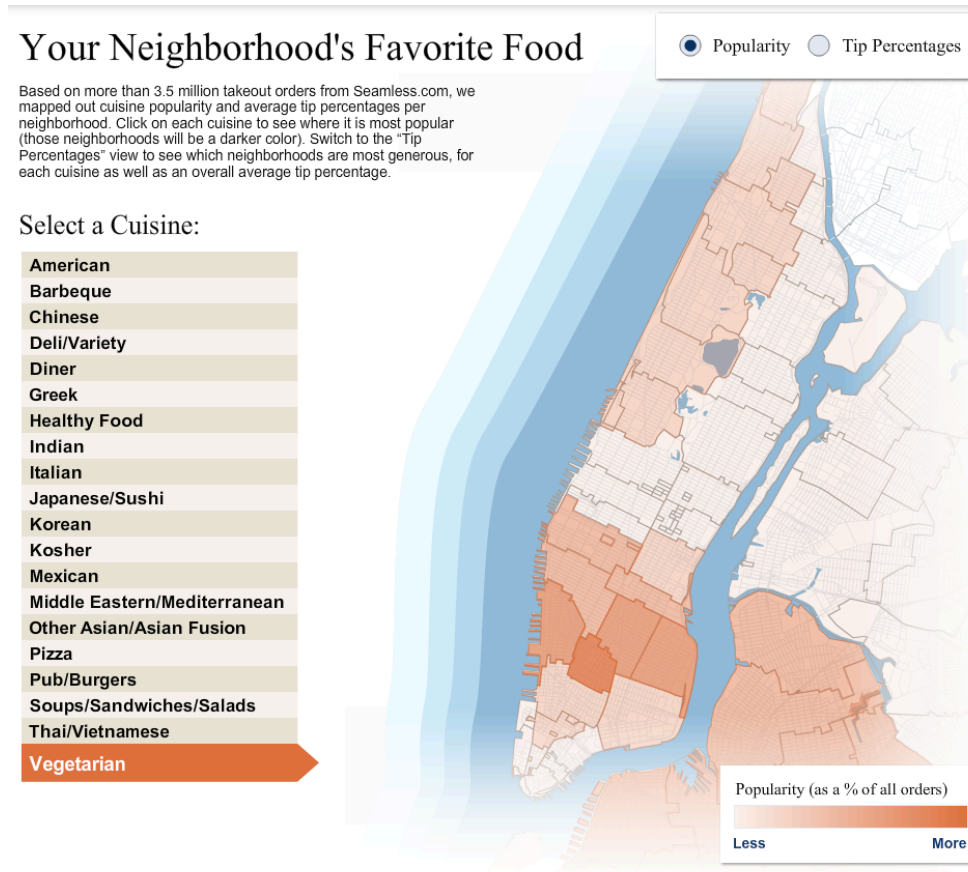 Your Neighborhood's Favorite Food
Popularity
Tip Percentages
Based on more than 3.5 million takeout orders from Seamless.com, we
mapped out cuisine popularity and average tip percentages per
neighborhood. Click on each cuisine to see where it is most popular
(those neighborhoods will be a darker color). Switch to the “Tip
Percentages” view to see which neighborhoods are most generous, for
each cuisine as well as an overall average tip percentage.
Select a Cuisine:
American
Barbeque
Chinese
Deli/Variety
Diner
Greek
Healthy Food
Indian
Italian
Japanese/Sushi
Korean
Kosher
Mexican
Middle Eastern/Mediterranean
Other Asian/Asian Fusion
Pizza
Pub/Burgers
Soups/Sandwiches/Salads
Thai/Vietnamese
Vegetarian
Popularity (as a % of all orders)
Less
More